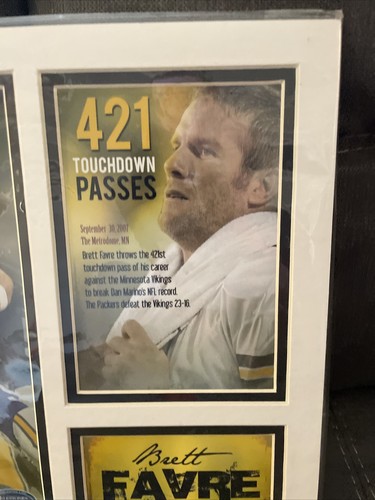 421
TOUCHDOWN
PASSES
September 30, 2007
The Metrodome, MN
Brett Favre throws the 421st
touchdown pass of his career
against the Minnesota Vikings
to break Dan Marino's NFL record.
The Packers defeat the Vikings 23-16.
Brett
FAVRE